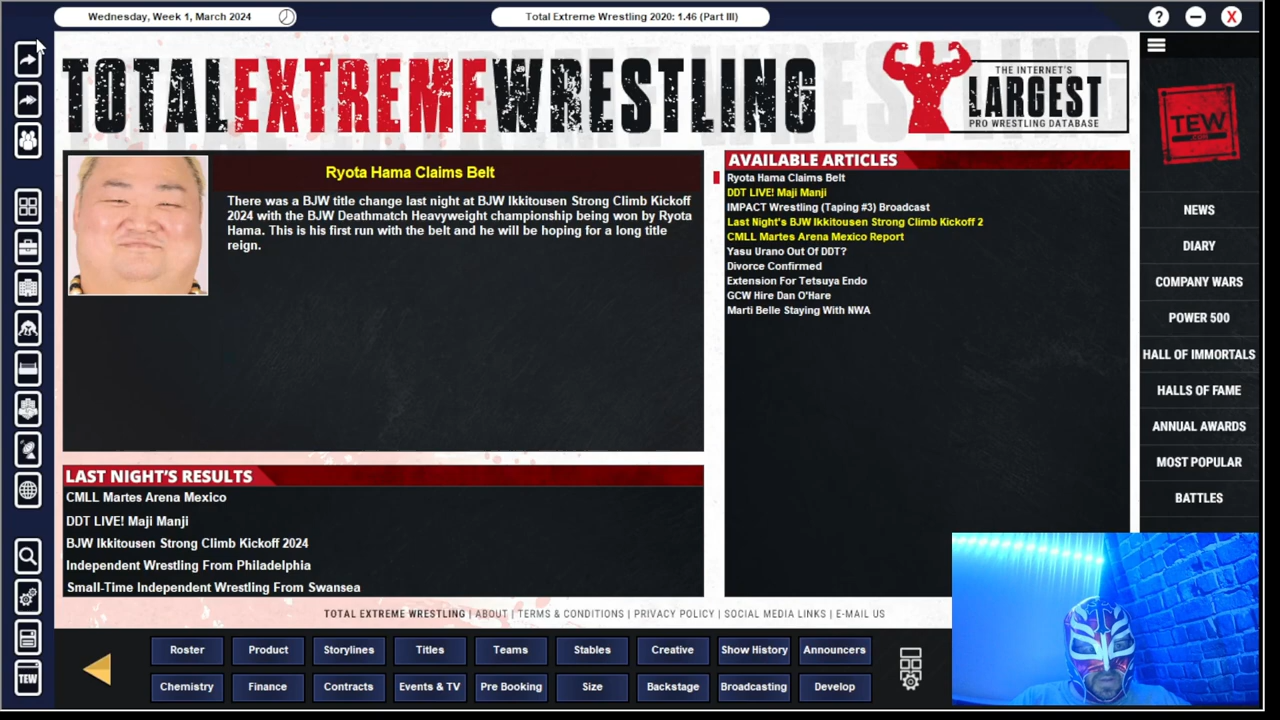 Wednesday, Week 1, March 2024
Total Extreme Wrestling 2020: 1.46 (Part III)
?
X
TOTALEXTREMEWRESTLING
THE INTERNET'S
LARGEST
PRO WRESTLING DATABASE
Ryota Hama Claims Belt
There was a BJW title change last night at BJW Ikkitousen Strong Climb Kickoff
2024 with the BJW Deathmatch Heavyweight championship being won by Ryota
Hama. This is his first run with the belt and he will be hoping for a long title
reign.
AVAILABLE ARTICLES
Ryota Hama Claims Belt
DDT LIVE! Maji Manji
IMPACT Wrestling (Taping #3) Broadcast
Last Night's BJW Ikkitousen Strong Climb Kickoff 2
CMLL Martes Arena Mexico Report
Yasu Urano Out Of DDT?
Divorce Confirmed
Extension For Tetsuya Endo
GCW Hire Dan O'Hare
Marti Belle Staying With NWA
TEW
.COM
NEWS
DIARY
COMPANY WARS
POWER 500
HALL OF IMMORTALS
HALLS OF FAME
ANNUAL AWARDS
MOST POPULAR
BATTLES
LAST NIGHT'S RESULTS
CMLL Martes Arena Mexico
DDT LIVE! Maji Manji
BJW Ikkitousen Strong Climb Kickoff 2024
Independent Wrestling From Philadelphia
Small-Time Independent Wrestling From Swansea
TOTAL EXTREME WRESTLING | ABOUT | TERMS & CONDITIONS | PRIVACY POLICY | SOCIAL MEDIA LINKS | E-MAIL US
TEW
Roster
Product
Storylines
Titles
Teams
Stables
Creative
Show History
Announcers
Chemistry
Finance
Contracts
Events & TV
Pre Booking
Size
Backstage
Broadcasting
Develop